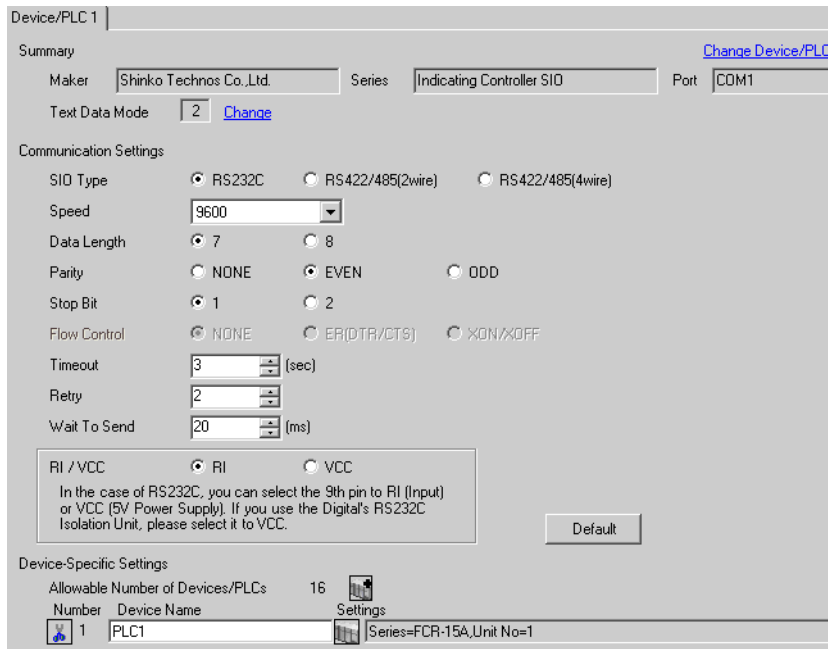 Device/PLC 1
Summary Change Device/PLC
Maker Shinko Technos Co.,Ltd. Series Indicating Controller SIO Port COM1
Text Data Mode 2 Change
Communication Settings
SIO Type RS232C RS422/485(2wire) RS422/485(4wire)
Speed 9600
Data Length 7 8
Parity NONE EVEN ODD
Stop Bit 1 2
Flow Control NONE ER(DTR/CTS) XON/XOFF
Timeout 3 (sec)
Retry 2
Wait To Send 20 (ms)
RI / VCC RI VCC
In the case of RS232C, you can select the 9th pin to RI (Input)
or VCC (5V Power Supply). If you use the Digital's RS232C
Isolation Unit, please select it to VCC.
Default
Device-Specific Settings
Allowable Number of Devices/PLCs 16
Number Device Name Settings
1 PLC1 Series=FCR-15A,Unit No=1